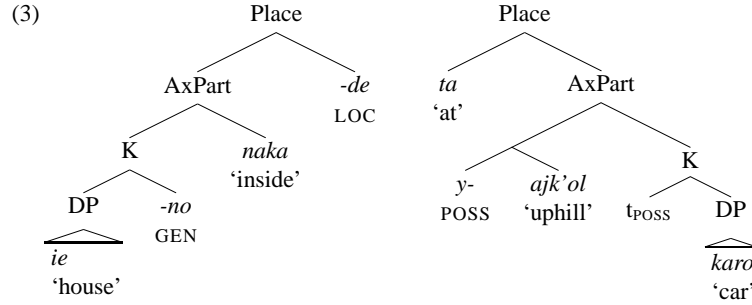 (3) Place Place
AxPart -de ta AxPart
LOC 'at'
K naka y- ajk'ol K
'inside' POSS 'uphill'
DP -no tPOSS DP
GEN
ie karo
'house' 'car'